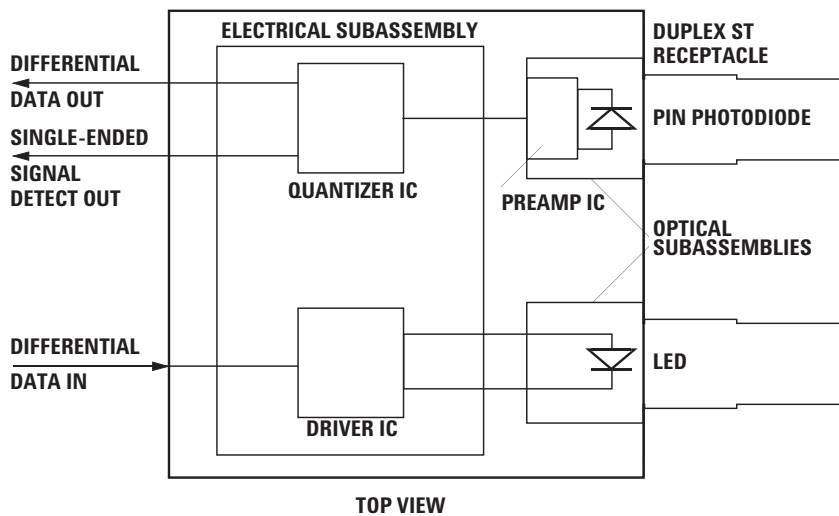 ELECTRICAL SUBASSEMBLY
DUPLEX ST
RECEPTACLE
DIFFERENTIAL
DATA OUT
SINGLE-ENDED
SIGNAL
DETECT OUT
QUANTIZER IC
PREAMP IC
PIN PHOTODIODE
OPTICAL
SUBASSEMBLIES
DIFFERENTIAL
DATA IN
DRIVER IC
LED
TOP VIEW